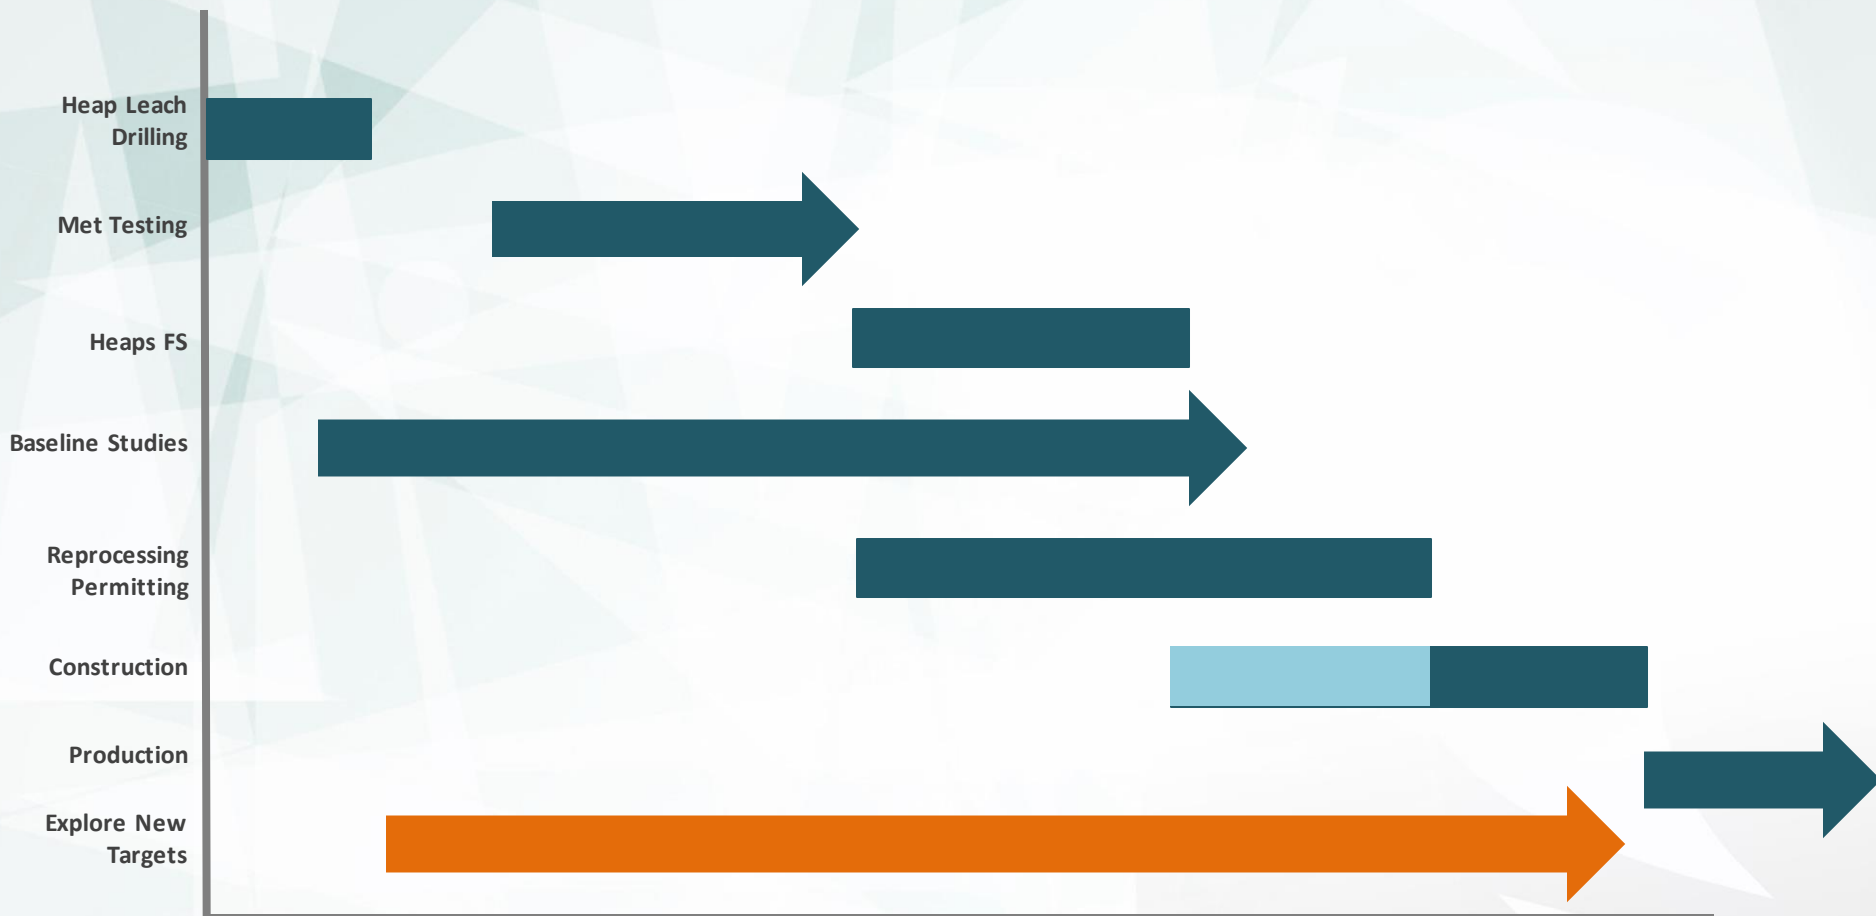 Heap Leach
Drilling
Met Testing
Heaps FS
Baseline Studies
Reprocessing
Permitting
Construction
Production
Explore New
Targets